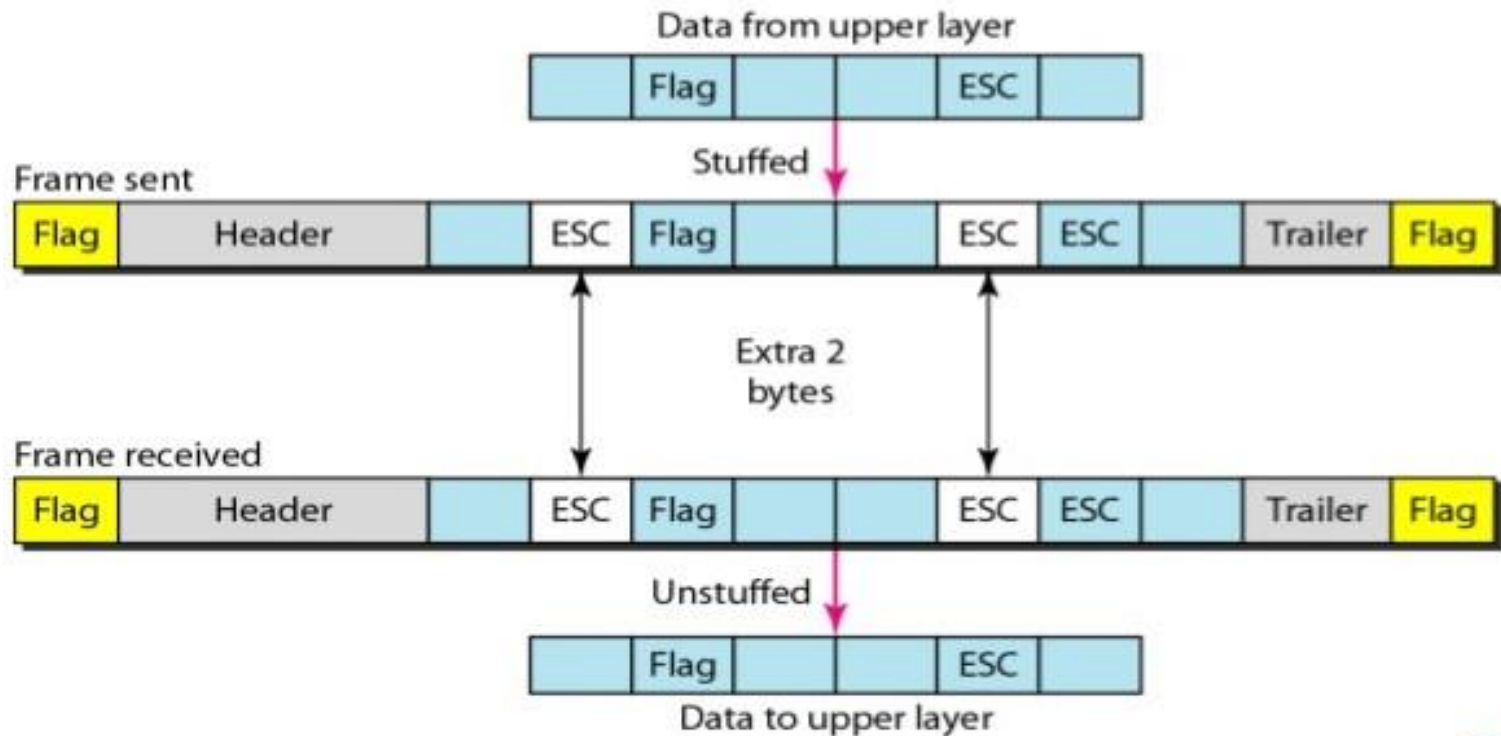 Data from upper layer
Flag ESC
Stuffed
Frame sent
Flag Header ESC Flag ESC ESC Trailer Flag
Extra 2
bytes
Frame received
Flag Header ESC Flag ESC ESC Trailer Flag
Unstuffed
Flag ESC
Data to upper layer